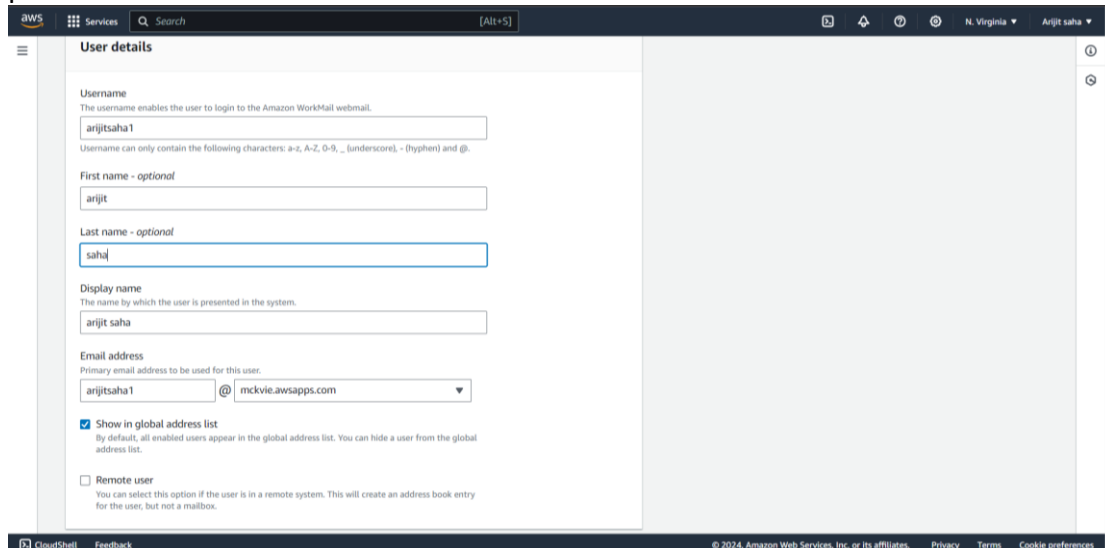 aws Services Search [Alt+S] N. Virginia ▼ Arijit saha ▼
User details
Username
The username enables the user to login to the Amazon WorkMail webmail.
arijitsaha1
Username can only contain the following characters: a-z, A-Z, 0-9, _ (underscore), - (hyphen) and @.
First name - optional
arijit
Last name - optional
saha
Display name
The name by which the user is presented in the system.
arijit saha
Email address
Primary email address to be used for this user.
arijitsaha1 @ mckvie.awsapps.com ▼
Show in global address list
By default, all enabled users appear in the global address list. You can hide a user from the global
address list.
Remote user
You can select this option if the user is in a remote system. This will create an address book entry
for the user, but not a mailbox.
CloudShell Feedback © 2024, Amazon Web Services, Inc. or its affiliates. Privacy Terms Cookie preferences